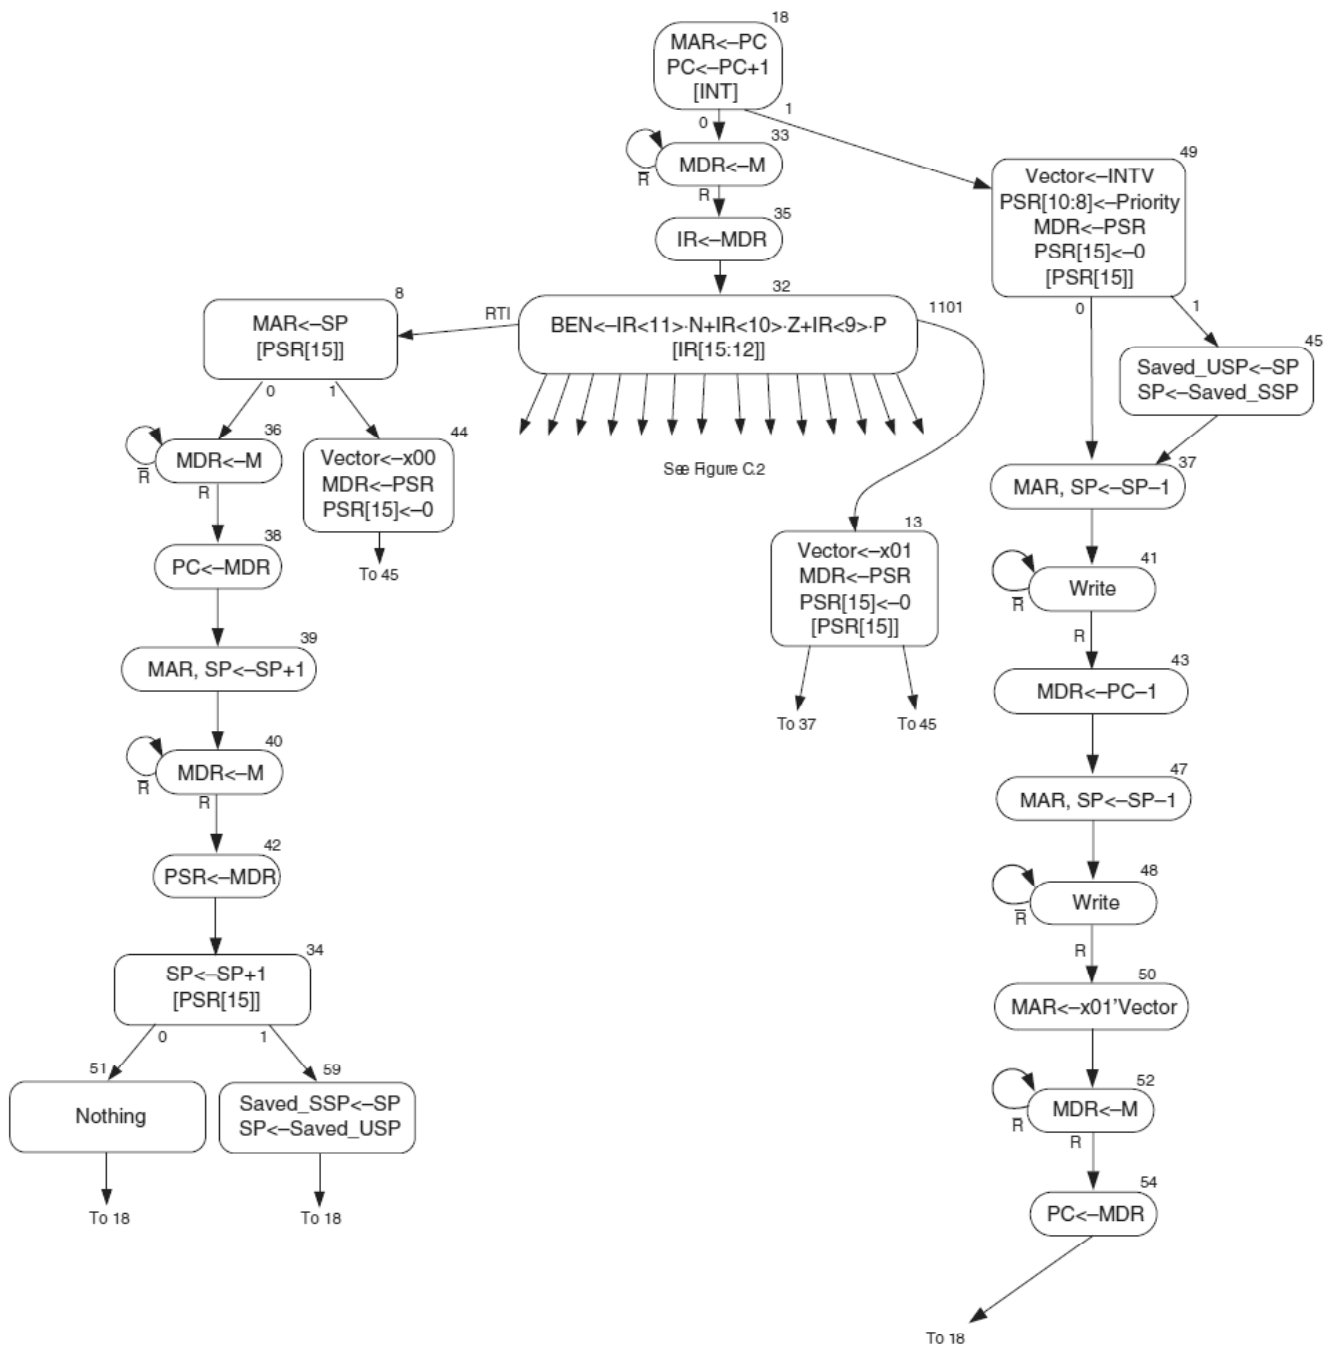 18
MAR<–PC
PC<–PC+1
[INT]
0
1
33
MDR<–M
R̅
R
35
IR<–MDR
32
BEN<–IR<11>·N+IR<10>·Z+IR<9>·P
[IR[15:12]]
RTI
1101
See Figure C.2
8
MAR<–SP
[PSR[15]]
0
1
36
MDR<–M
R̅
R
44
Vector<–x00
MDR<–PSR
PSR[15]<–0
To 45
38
PC<–MDR
39
MAR, SP<–SP+1
40
MDR<–M
R̅
R
42
PSR<–MDR
34
SP<–SP+1
[PSR[15]]
0
1
51
Nothing
To 18
59
Saved_SSP<–SP
SP<–Saved_USP
To 18
13
Vector<–x01
MDR<–PSR
PSR[15]<–0
[PSR[15]]
To 37
To 45
49
Vector<–INTV
PSR[10:8]<–Priority
MDR<–PSR
PSR[15]<–0
[PSR[15]]
0
1
45
Saved_USP<–SP
SP<–Saved_SSP
37
MAR, SP<–SP–1
41
Write
R̅
R
43
MDR<–PC–1
47
MAR, SP<–SP–1
48
Write
R̅
R
50
MAR<–x01'Vector
52
MDR<–M
R̅
R
54
PC<–MDR
To 18